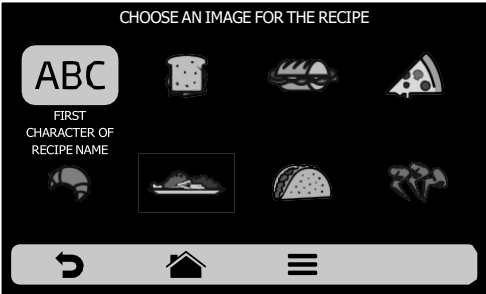 CHOOSE AN IMAGE FOR THE RECIPE
ABC
FIRST
CHARACTER OF
RECIPE NAME